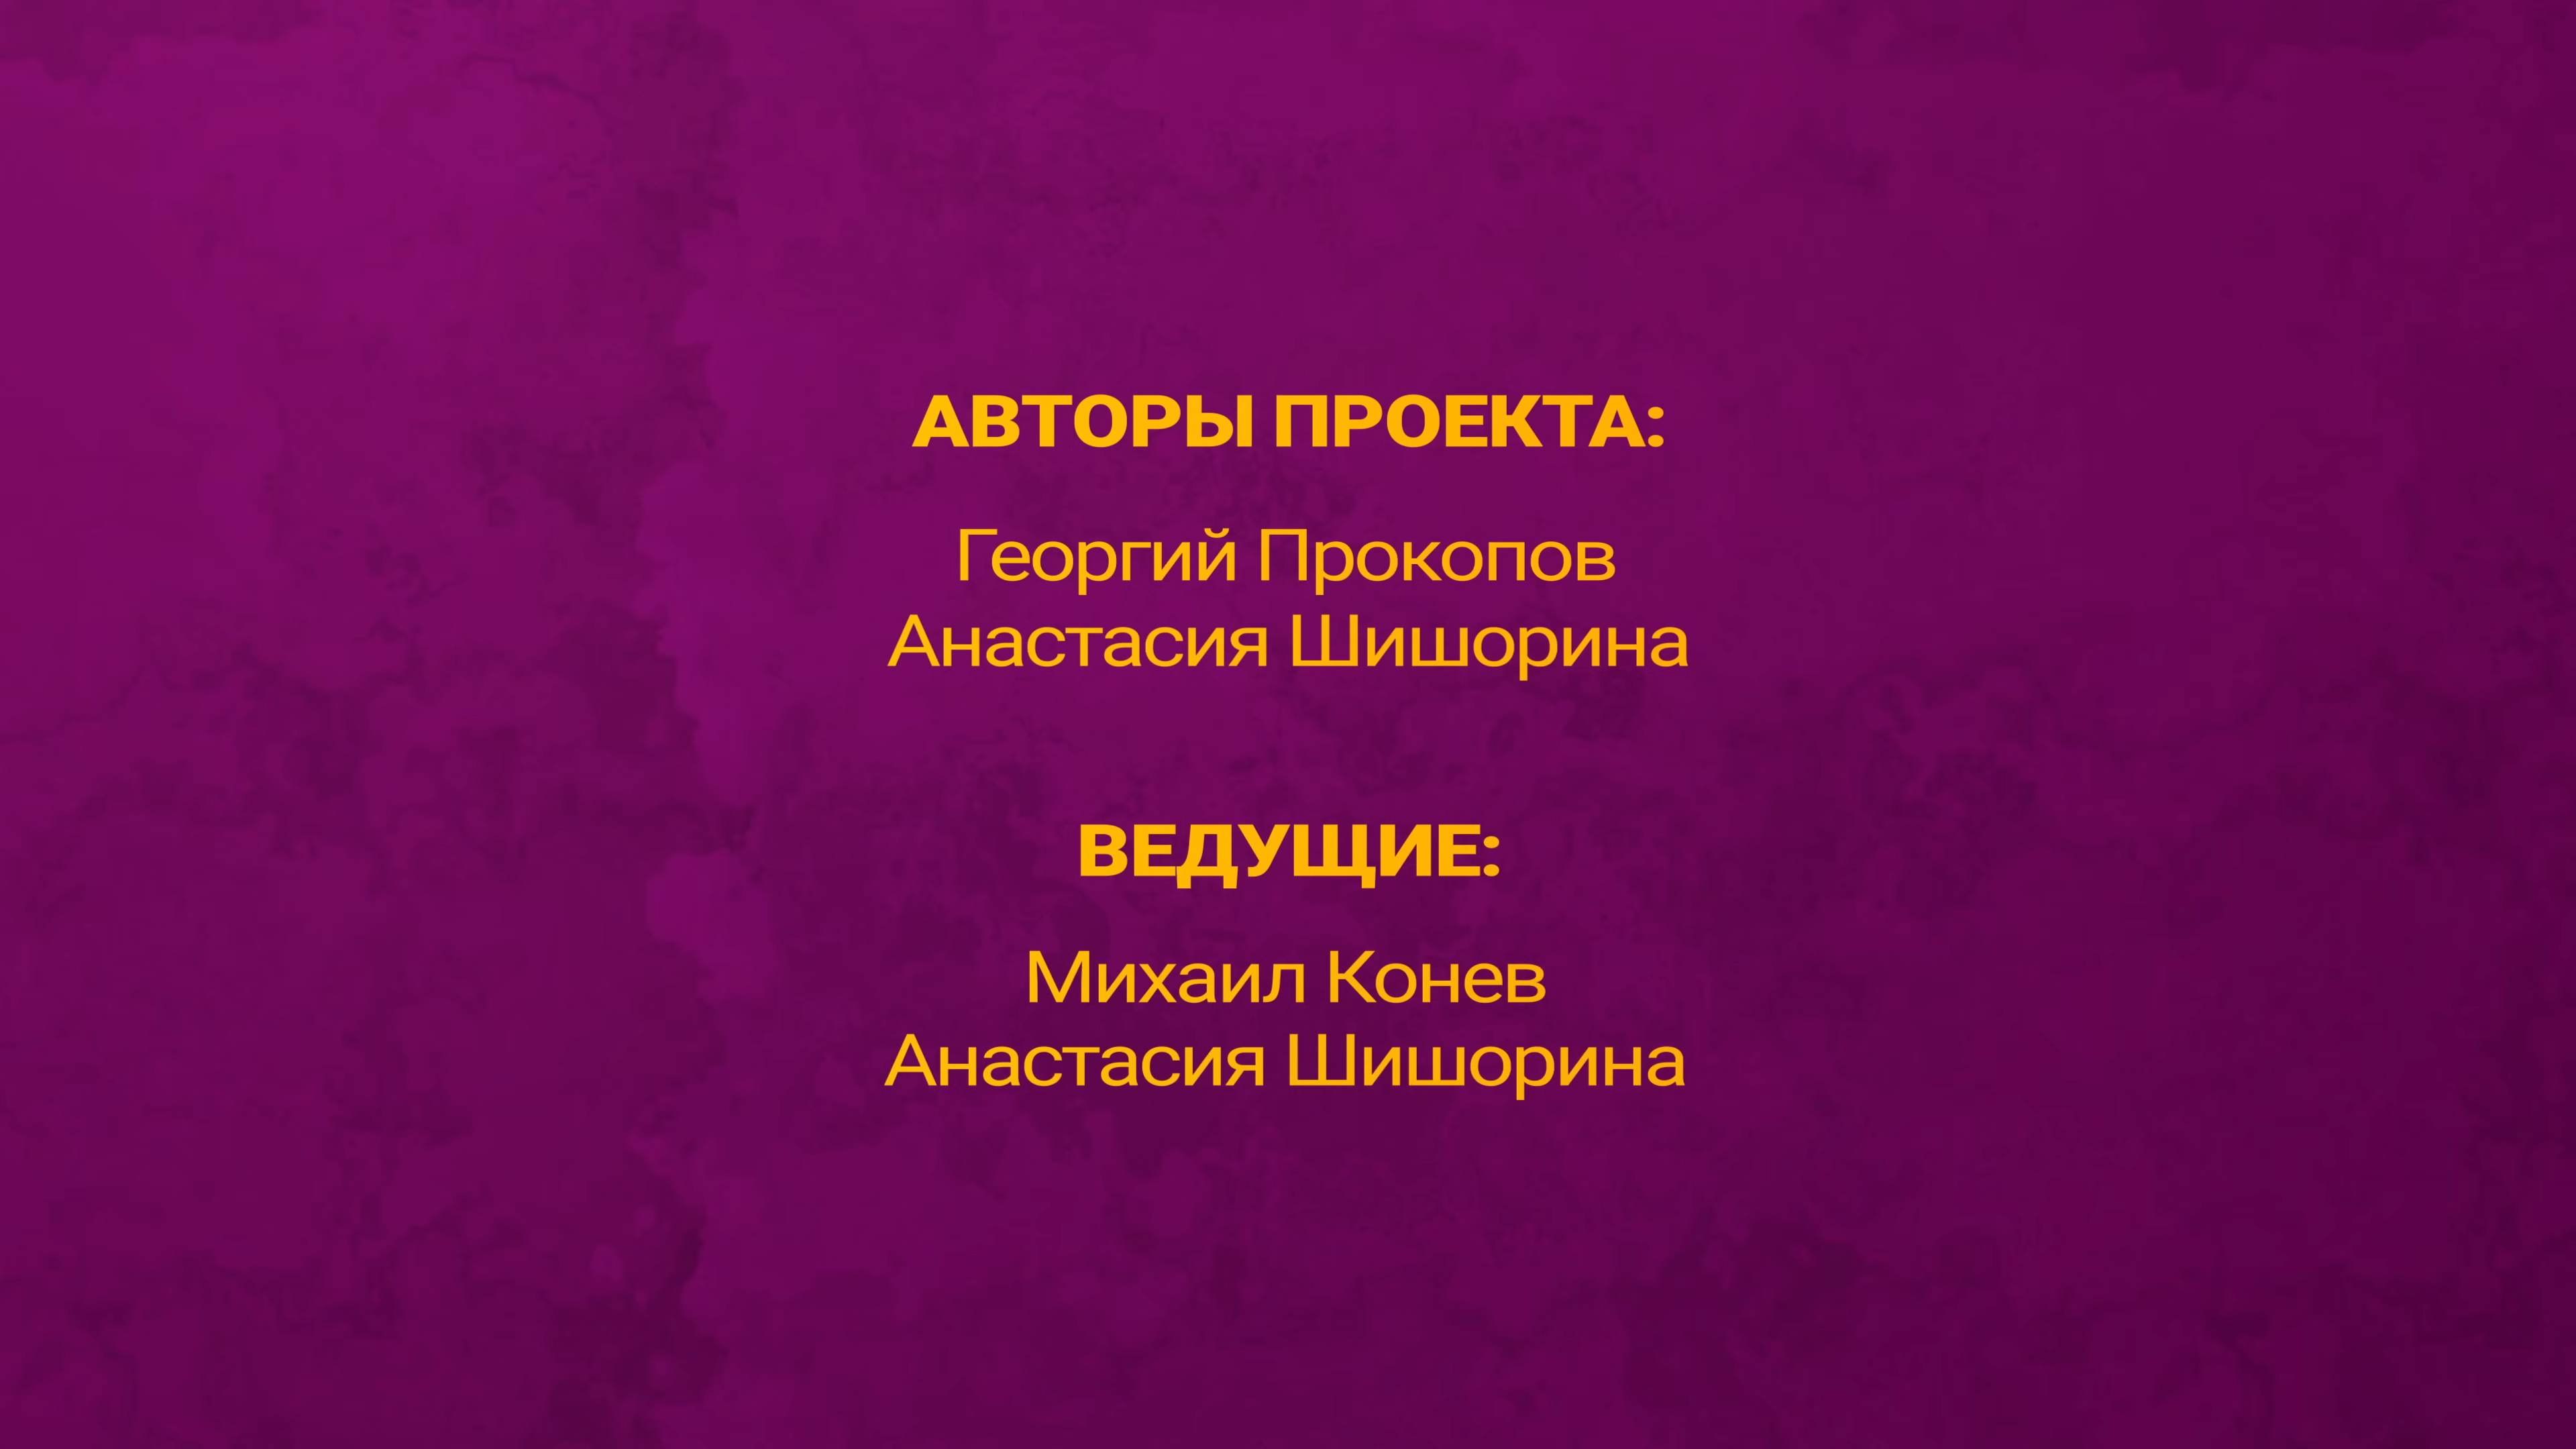 АВТОРЫ ПРОЕКТА:
Георгий Прокопов
Анастасия Шишорина
ВЕДУЩИЕ:
Михаил Конев
Анастасия Шишорина